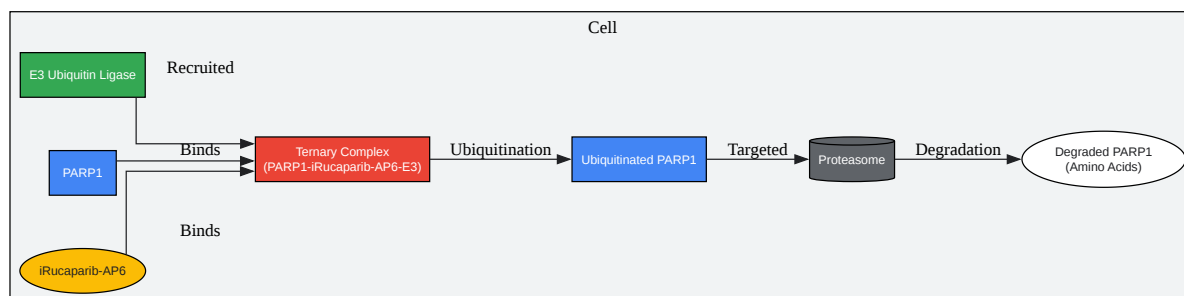 Cell
E3 Ubiquitin Ligase
Recruited
PARP1
Binds
iRucaparib-AP6
Binds
Ternary Complex
(PARP1-iRucaparib-AP6-E3)
Ubiquitination
Ubiquitinated PARP1
Targeted
Proteasome
Degradation
Degraded PARP1
(Amino Acids)